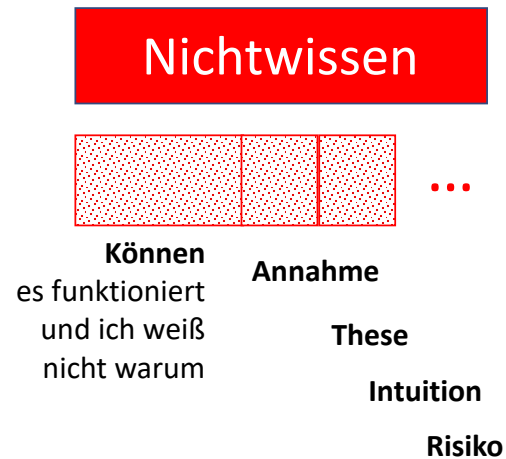 Nichtwissen
...
Können
es funktioniert
und ich weiß
nicht warum
Annahme
These
Intuition
Risiko